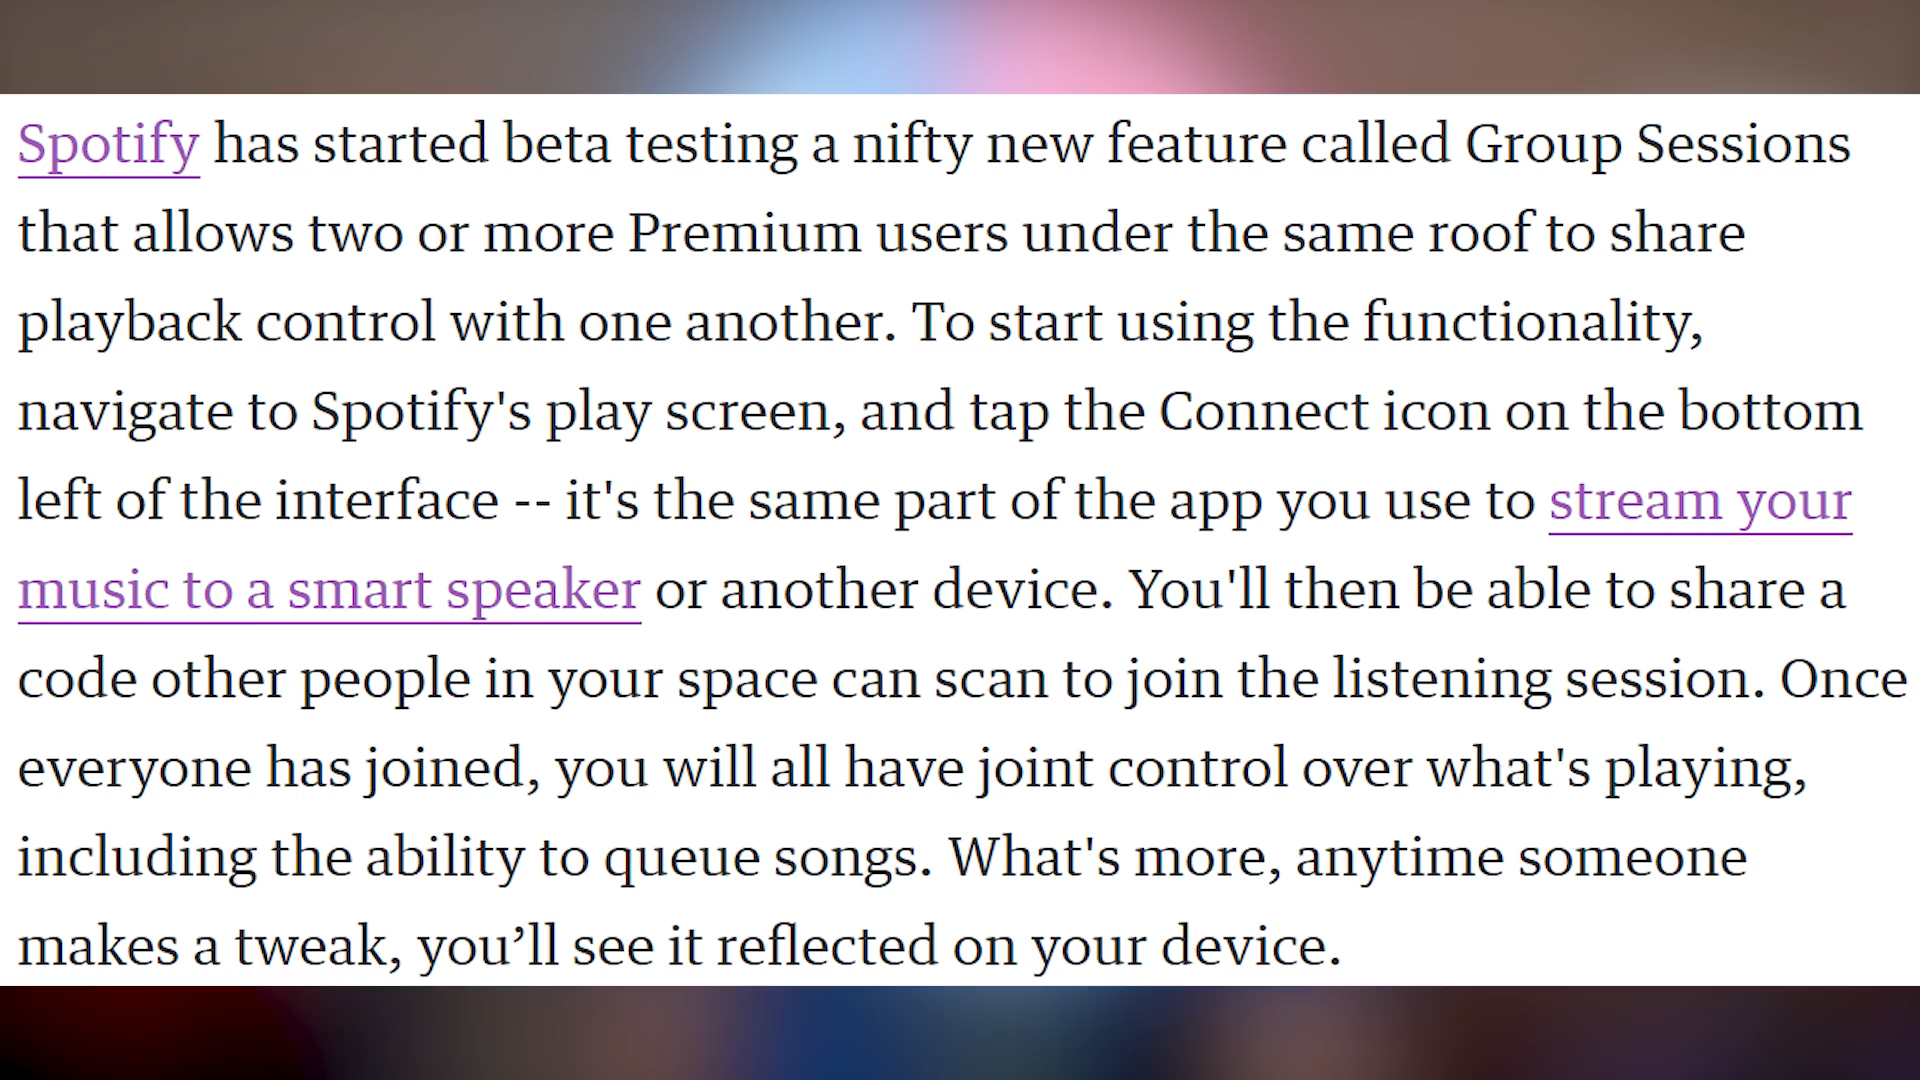 Spotify has started beta testing a nifty new feature called Group Sessions
that allows two or more Premium users under the same roof to share
playback control with one another. To start using the functionality,
navigate to Spotify's play screen, and tap the Connect icon on the bottom
left of the interface -- it's the same part of the app you use to stream your
music to a smart speaker or another device. You'll then be able to share a
code other people in your space can scan to join the listening session. Once
everyone has joined, you will all have joint control over what's playing,
including the ability to queue songs. What's more, anytime someone
makes a tweak, you’ll see it reflected on your device.